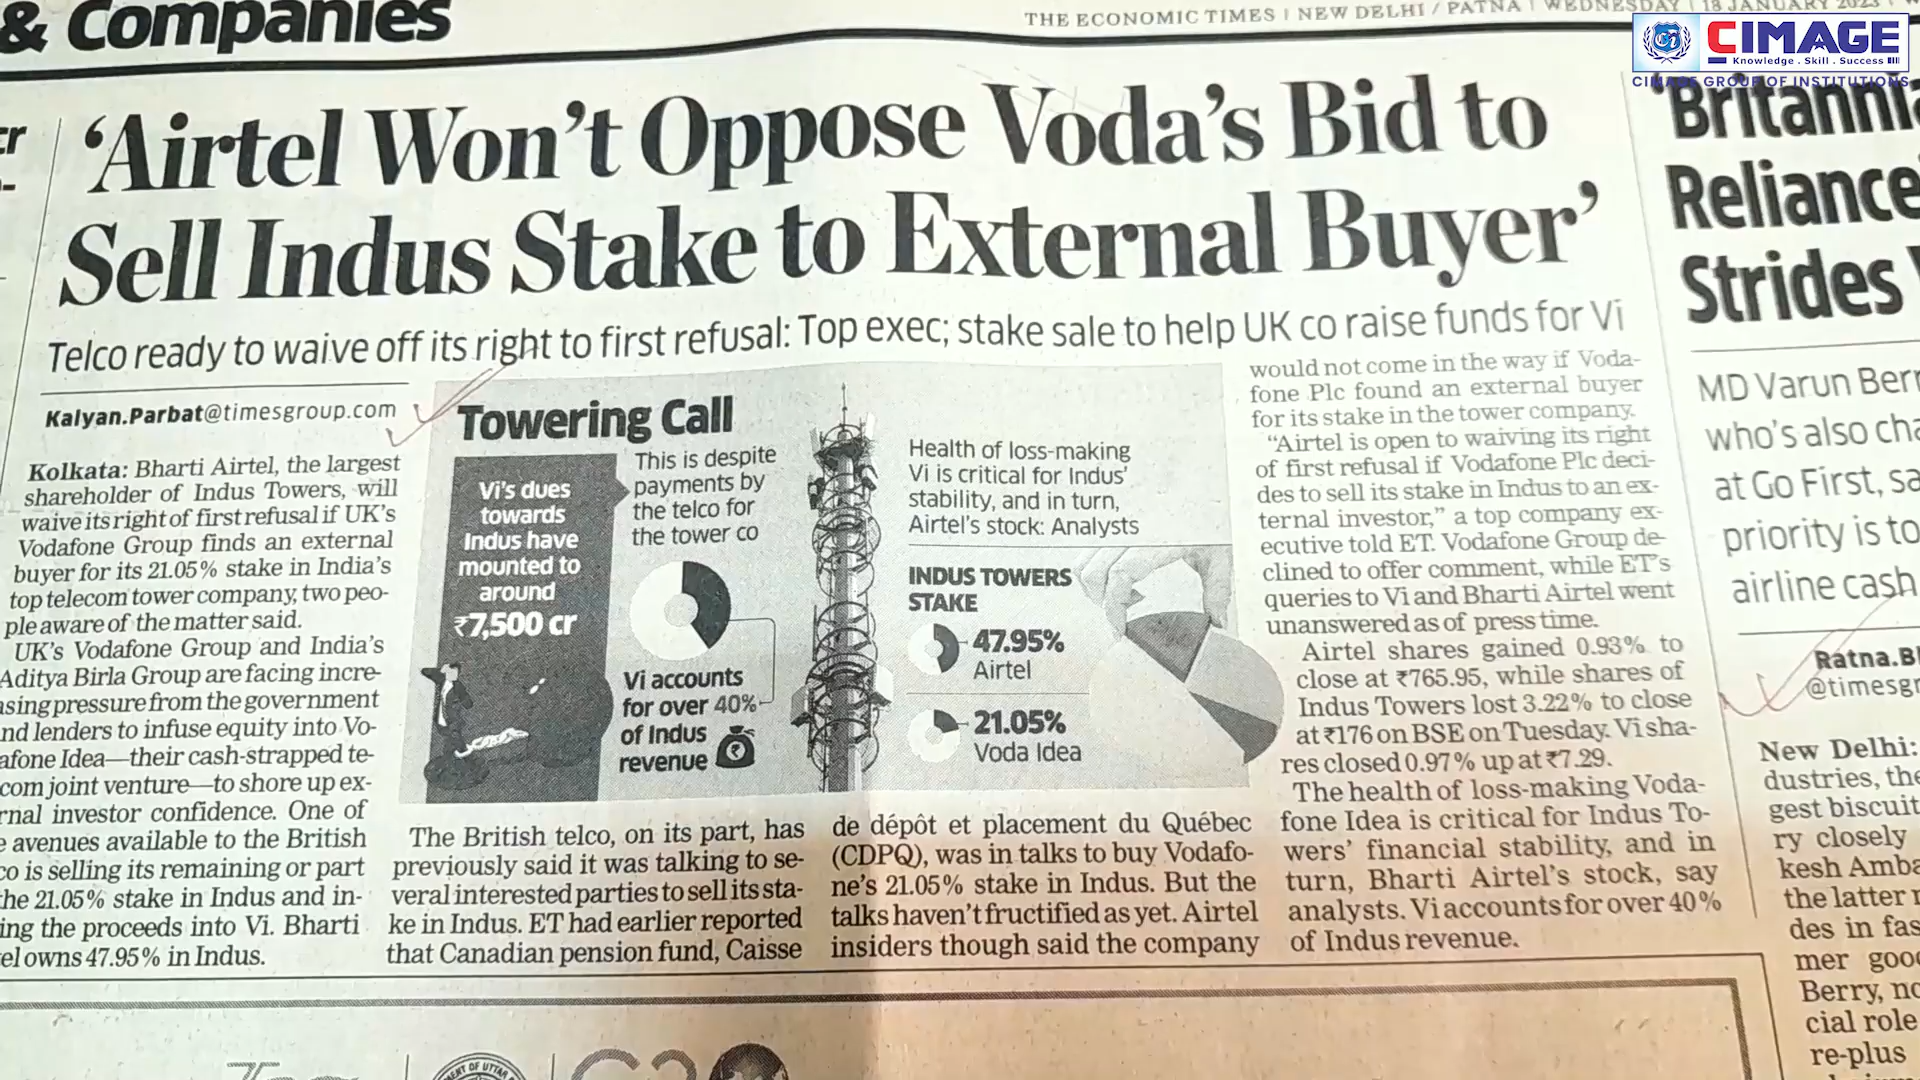 & Companies
THE ECONOMIC TIMES | NEW DELHI / PATNA | WEDNESDAY | 18 JANUARY 2023
CIMAGE
Knowledge . Skill . Success
CIMAGE GROUP OF INSTITUTIONS
‘Airtel Won’t Oppose Voda’s Bid to
Sell Indus Stake to External Buyer’
Telco ready to waive off its right to first refusal: Top exec; stake sale to help UK co raise funds for Vi
Kalyan.Parbat@timesgroup.com
Kolkata: Bharti Airtel, the largest
shareholder of Indus Towers, will
waive its right of first refusal if UK’s
Vodafone Group finds an external
buyer for its 21.05% stake in India’s
top telecom tower company, two peo-
ple aware of the matter said.
UK’s Vodafone Group and India’s
Aditya Birla Group are facing incre-
asing pressure from the government
nd lenders to infuse equity into Vo-
afone Idea—their cash-strapped te-
com joint venture—to shore up ex-
rnal investor confidence. One of
e avenues available to the British
co is selling its remaining or part
the 21.05% stake in Indus and in-
ing the proceeds into Vi. Bharti
el owns 47.95% in Indus.
Towering Call
Vi’s dues
towards
Indus have
mounted to
around
₹7,500 cr
This is despite
payments by
the telco for
the tower co
Vi accounts
for over 40%
of Indus
revenue
Health of loss-making
Vi is critical for Indus’
stability, and in turn,
Airtel’s stock: Analysts
INDUS TOWERS
STAKE
47.95%
Airtel
21.05%
Voda Idea
The British telco, on its part, has
previously said it was talking to se-
veral interested parties to sell its sta-
ke in Indus. ET had earlier reported
that Canadian pension fund, Caisse
de dépôt et placement du Québec
(CDPQ), was in talks to buy Vodafo-
ne’s 21.05% stake in Indus. But the
talks haven’t fructified as yet. Airtel
insiders though said the company
would not come in the way if Voda-
fone Plc found an external buyer
for its stake in the tower company.
“Airtel is open to waiving its right
of first refusal if Vodafone Plc deci-
des to sell its stake in Indus to an ex-
ternal investor,” a top company ex-
ecutive told ET. Vodafone Group de-
clined to offer comment, while ET’s
queries to Vi and Bharti Airtel went
unanswered as of press time.
Airtel shares gained 0.93% to
close at ₹765.95, while shares of
Indus Towers lost 3.22% to close
at ₹176 on BSE on Tuesday. Vi sha-
res closed 0.97% up at ₹7.29.
The health of loss-making Voda-
fone Idea is critical for Indus To-
wers’ financial stability, and in
turn, Bharti Airtel’s stock, say
analysts. Vi accounts for over 40%
of Indus revenue.
‘Britannia
Reliance
Strides
MD Varun Berr
who’s also cha
at Go First, sa
priority is to
airline cash
Ratna.B
@timesgr
New Delhi:
dustries, the
gest biscuit
ry closely
kesh Amba
the latter
des in fas
mer good
Berry, no
cial role
re-plus